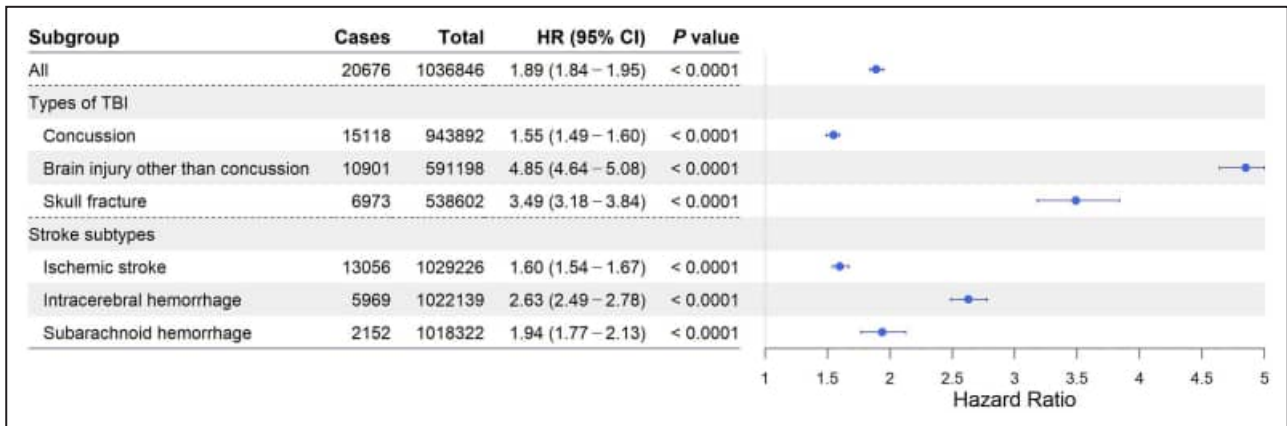 Subgroup Cases Total HR (95% CI) P value
All 20676 1036846 1.89 (1.84 – 1.95) < 0.0001
Types of TBI
Concussion 15118 943892 1.55 (1.49 – 1.60) < 0.0001
Brain injury other than concussion 10901 591198 4.85 (4.64 – 5.08) < 0.0001
Skull fracture 6973 538602 3.49 (3.18 – 3.84) < 0.0001
Stroke subtypes
Ischemic stroke 13056 1029226 1.60 (1.54 – 1.67) < 0.0001
Intracerebral hemorrhage 5969 1022139 2.63 (2.49 – 2.78) < 0.0001
Subarachnoid hemorrhage 2152 1018322 1.94 (1.77 – 2.13) < 0.0001
1 1.5 2 2.5 3 3.5 4 4.5 5
Hazard Ratio